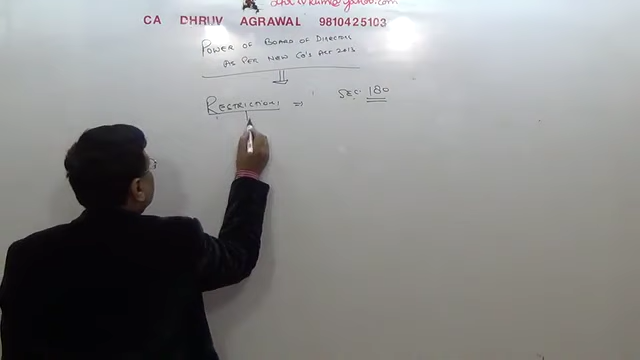 CA DHRUV AGRAWAL 9810425103
POWER OF BOARD OF DIRECTORS
AS PER NEW CO'S ACT 2013
RESTRICTIONS ⇒ SEC. 180